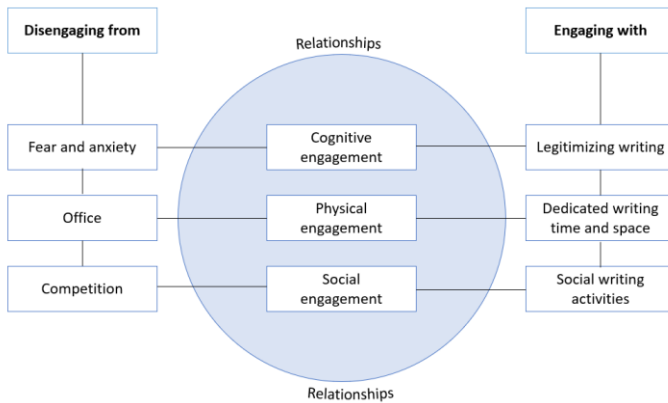 Disengaging from
Relationships
Engaging with
Fear and anxiety
Cognitive
engagement
Legitimizing writing
Office
Physical
engagement
Dedicated writing
time and space
Competition
Social
engagement
Social writing
activities
Relationships